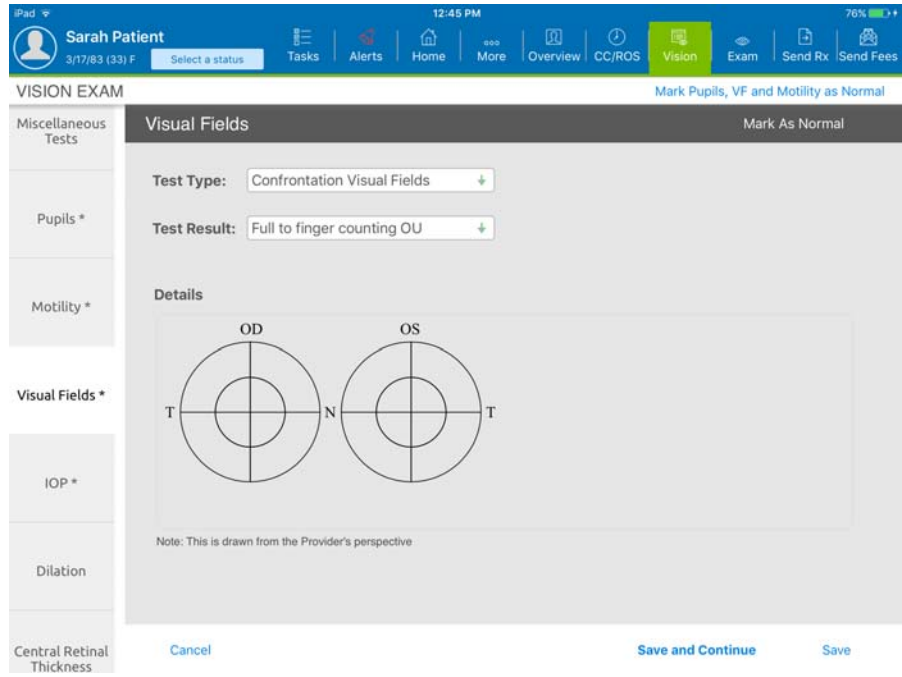 iPad
12:45 PM
76%
Sarah Patient
3/17/83 (33) F
Select a status
Tasks
Alerts
Home
More
Overview
CC/ROS
Vision
Exam
Send Rx
Send Fees
VISION EXAM
Mark Pupils, VF and Motility as Normal
Miscellaneous
Tests
Pupils *
Motility *
Visual Fields *
IOP *
Dilation
Central Retinal
Thickness
Visual Fields
Mark As Normal
Test Type: Confrontation Visual Fields
Test Result: Full to finger counting OU
Details
OD OS
T N T
Note: This is drawn from the Provider's perspective
Cancel
Save and Continue
Save